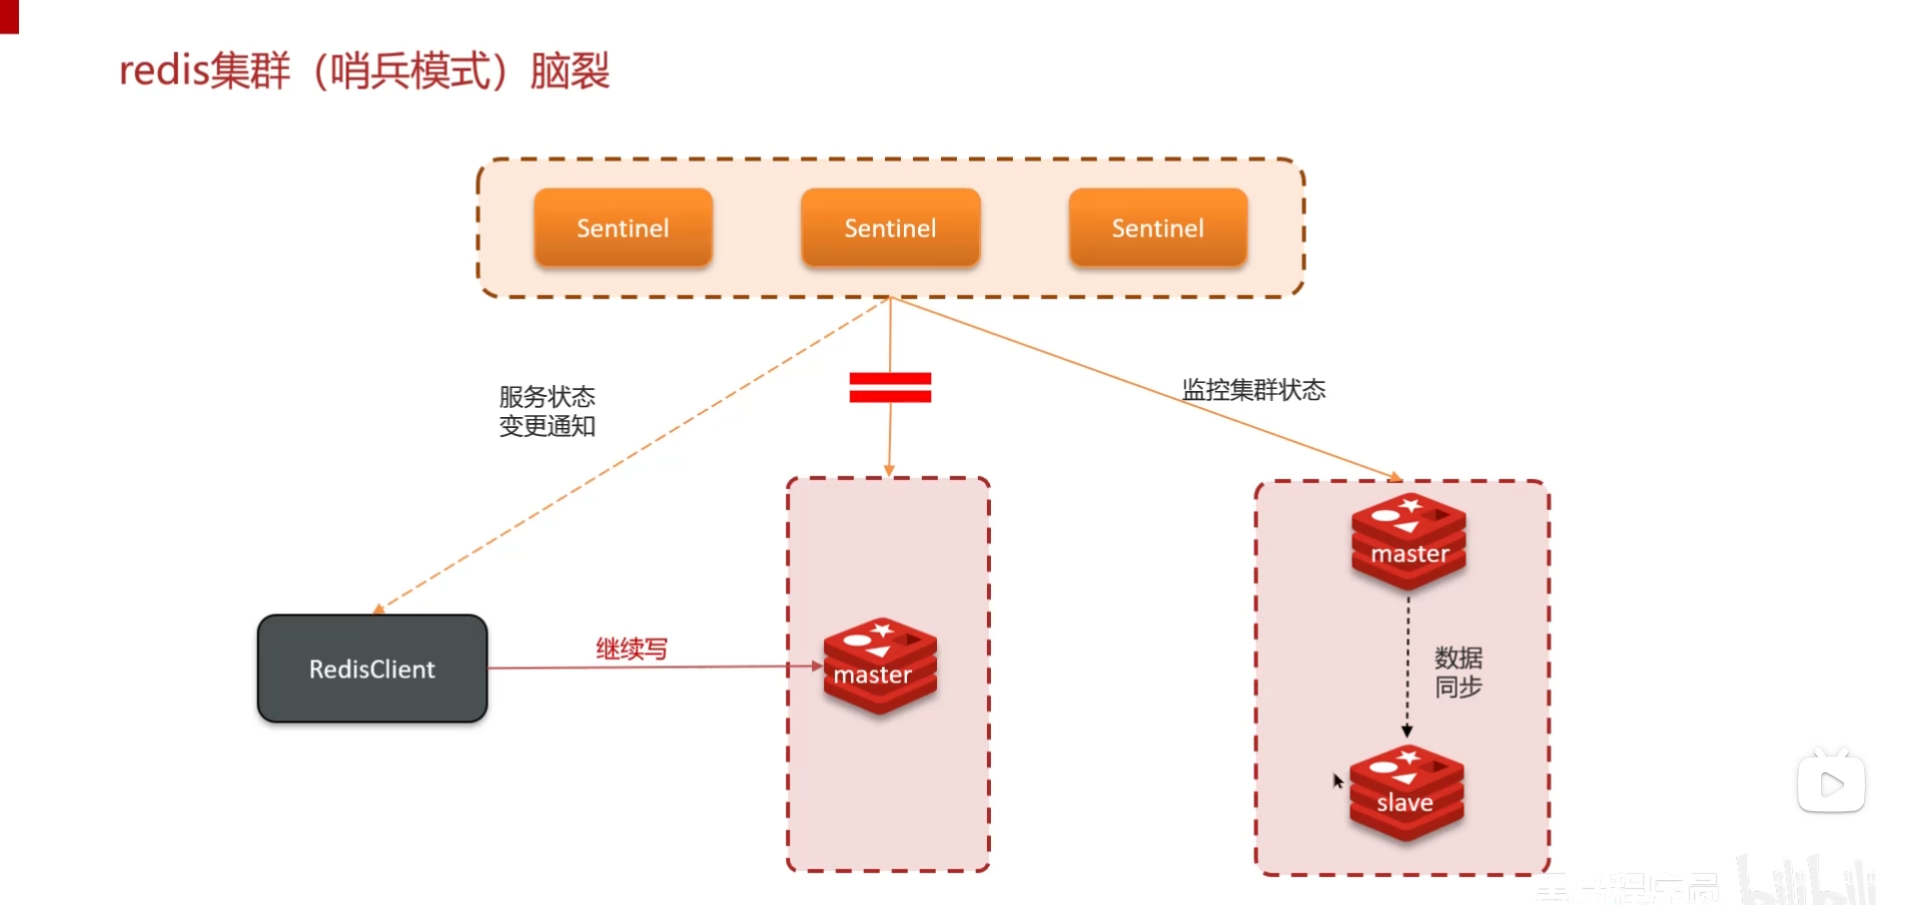 redis集群（哨兵模式）脑裂
Sentinel
Sentinel
Sentinel
服务状态
变更通知
监控集群状态
RedisClient
继续写
master
master
数据
同步
slave
bilibili